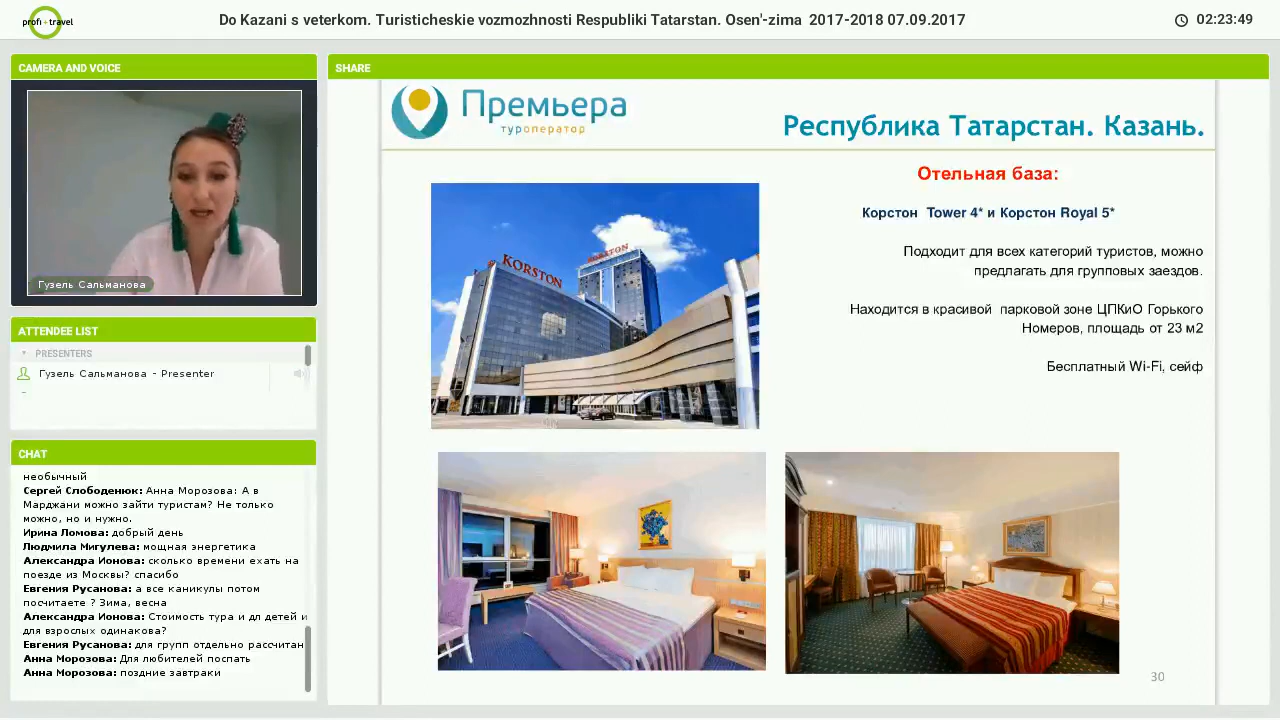 profi travel
Do Kazani s veterkom. Turisticheskie vozmozhnosti Respubliki Tatarstan. Osen'-zima 2017-2018 07.09.2017
02:23:49
CAMERA AND VOICE
Гузель Сальманова
ATTENDEE LIST
PRESENTERS
Гузель Сальманова - Presenter
CHAT
необычный
Сергей Слободенюк: Анна Морозова: А в
Марджани можно зайти туристам? Не только
можно, но и нужно.
Ирина Ломова: добрый день
Людмила Мигулева: мощная энергетика
Александра Ионова: сколько времени ехать на
поезде из Москвы? спасибо
Евгения Русанова: а все каникулы потом
посчитаете ? Зима, весна
Александра Ионова: Стоимость тура и дл детей и
для взрослых одинакова?
Евгения Русанова: для групп отдельно рассчитан
Анна Морозова: Для любителей поспать
Анна Морозова: поздние завтраки
SHARE
Премьера
туроператор
Республика Татарстан. Казань.
Отельная база:
Корстон Tower 4* и Корстон Royal 5*
Подходит для всех категорий туристов, можно
предлагать для групповых заездов.
Находится в красивой парковой зоне ЦПКиО Горького
Номеров, площадь от 23 м2
Бесплатный Wi-Fi, сейф
KORSTON
KORSTON
30